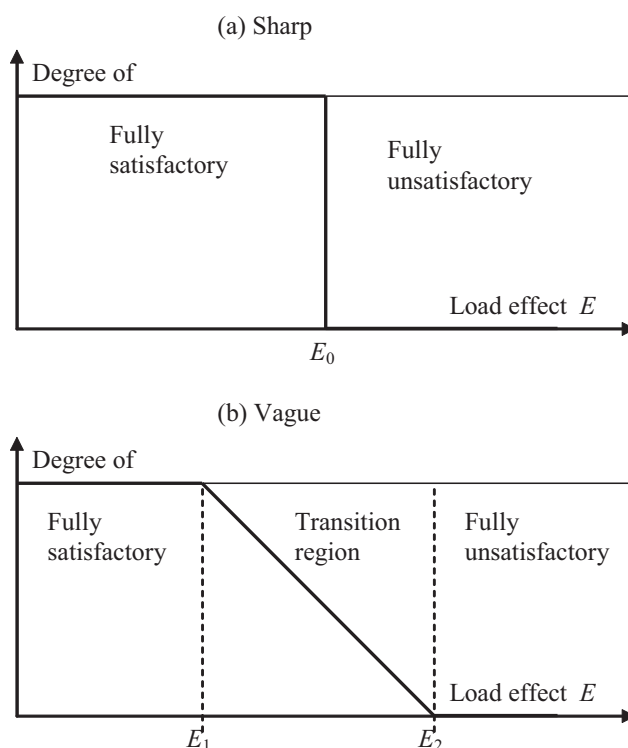 (a) Sharp
Degree of
Fully
satisfactory
Fully
unsatisfactory
Load effect E
E₀
(b) Vague
Degree of
Fully
satisfactory
Transition
region
Fully
unsatisfactory
Load effect E
E₁
E₂